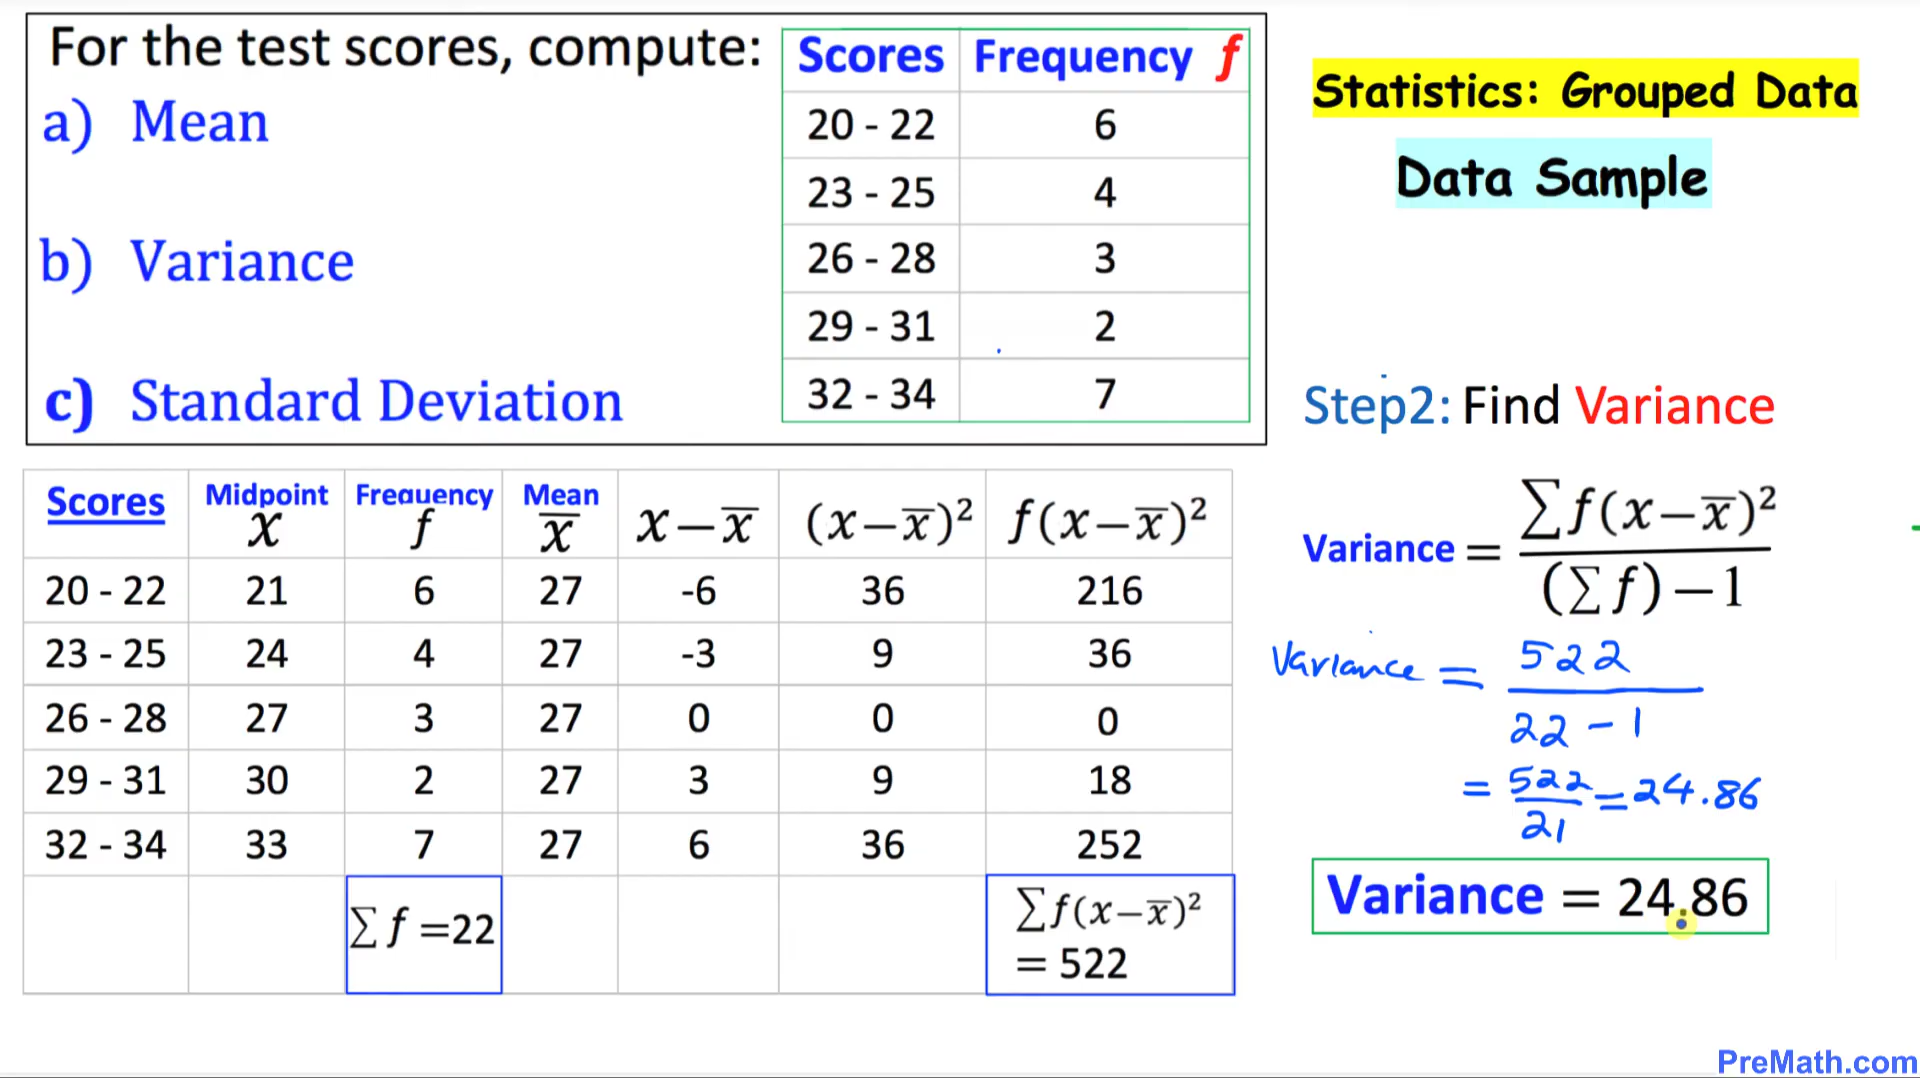 For the test scores, compute:
a) Mean
b) Variance
c) Standard Deviation
Scores Frequency f
20 - 22 6
23 - 25 4
26 - 28 3
29 - 31 2
32 - 34 7
Statistics: Grouped Data
Data Sample
Scores Midpoint x Frequency f Mean x̅ x−x̅ (x−x̅)² f(x−x̅)²
20 - 22 21 6 27 -6 36 216
23 - 25 24 4 27 -3 9 36
26 - 28 27 3 27 0 0 0
29 - 31 30 2 27 3 9 18
32 - 34 33 7 27 6 36 252
∑f =22
∑f(x−x̅)²
= 522
Step2: Find Variance
Variance = ∑f(x−x̅)² / (∑f)−1
Variance = 522 / 22 - 1
= 522/21 = 24.86
Variance = 24.86
PreMath.com